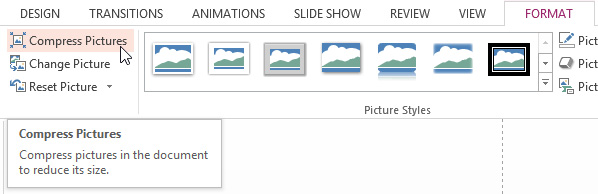 DESIGN TRANSITIONS ANIMATIONS SLIDE SHOW REVIEW VIEW FORMAT
Compress Pictures
Change Picture
Reset Picture
Pict
Pict
Pict
Picture Styles
Compress Pictures
Compress pictures in the document
to reduce its size.